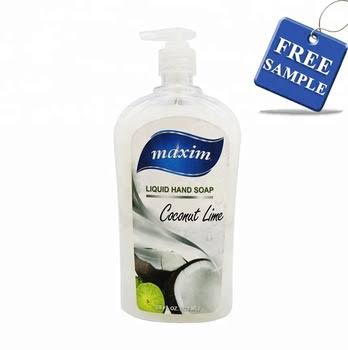 FREE
SAMPLE
maxim
LIQUID HAND SOAP
Coconut Lime